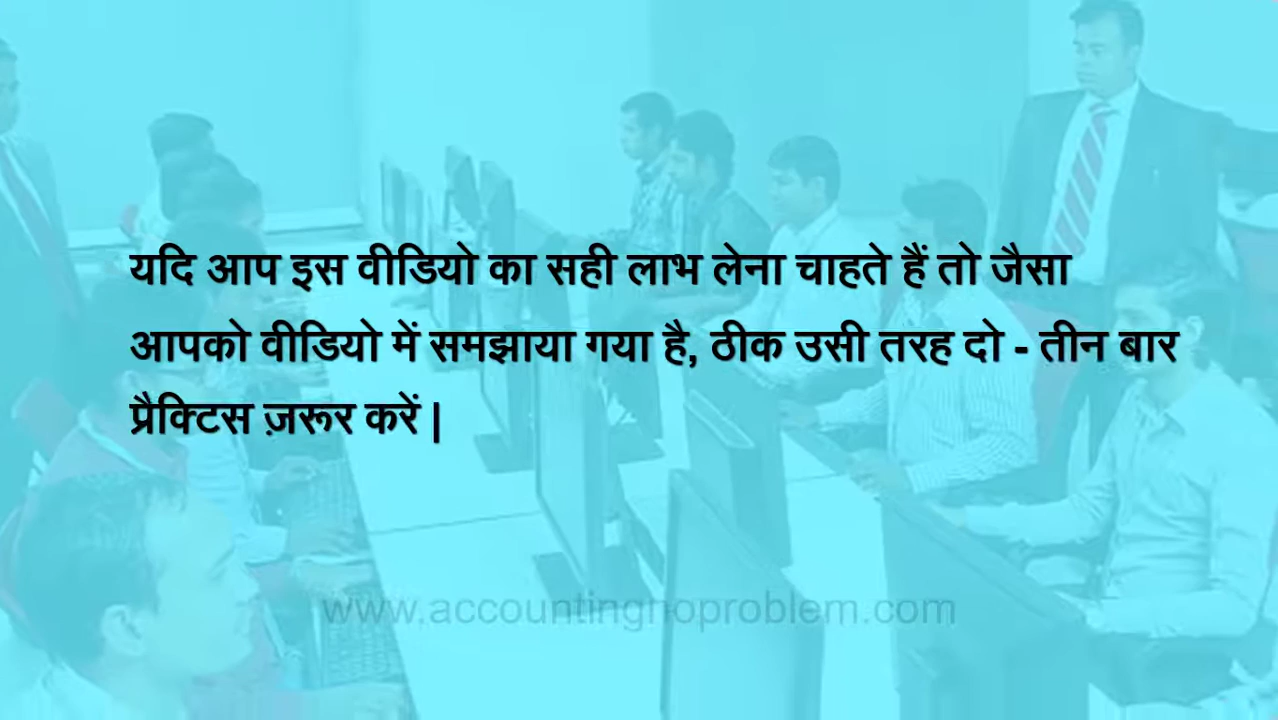 यदि आप इस वीडियो का सही लाभ लेना चाहते हैं तो जैसा
आपको वीडियो में समझाया गया है, ठीक उसी तरह दो - तीन बार
प्रैक्टिस ज़रूर करें |
www.accountingnoproblem.com